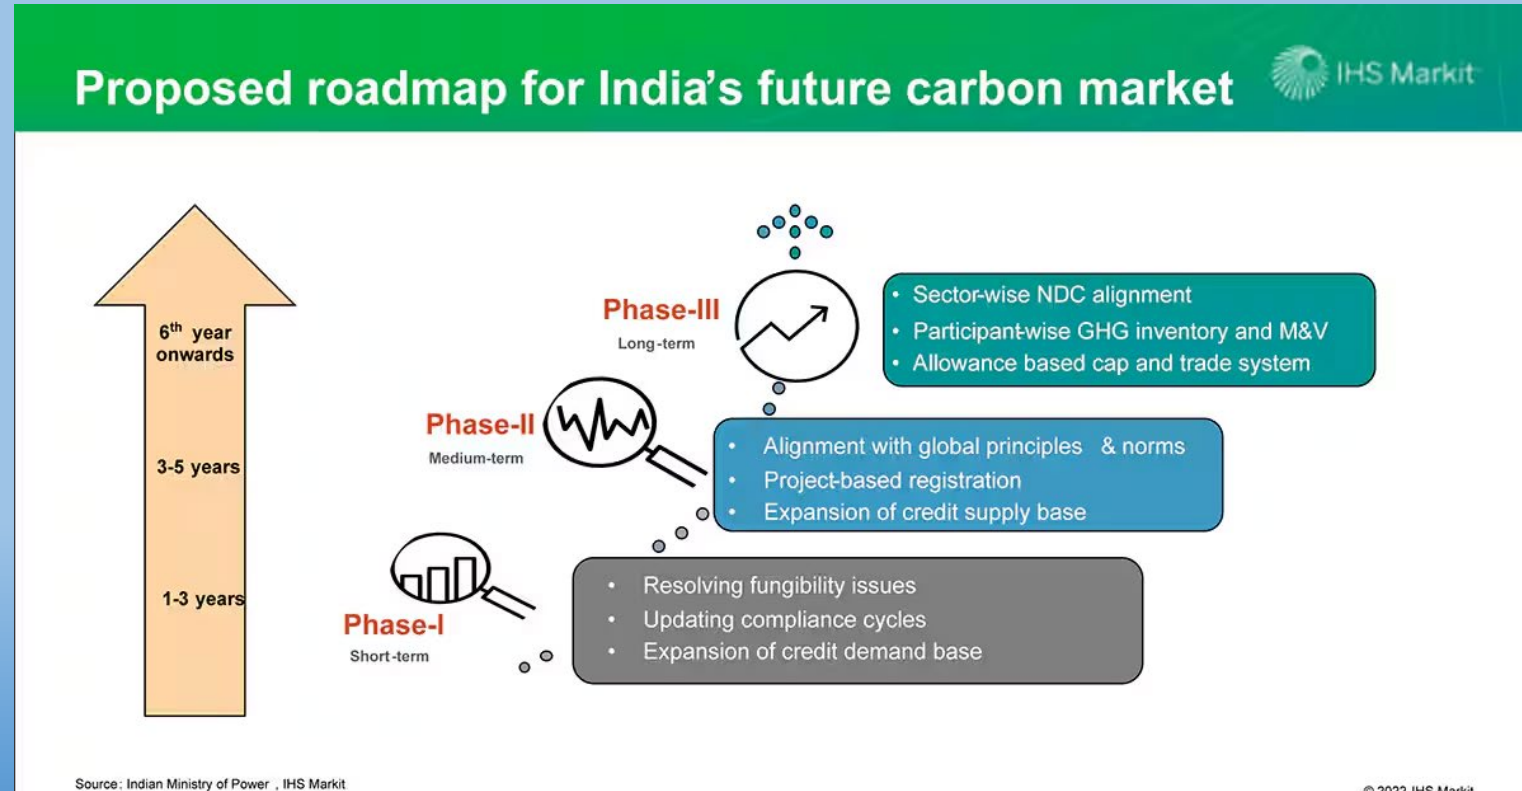 Proposed roadmap for India's future carbon market
IHS Markit
6th year
onwards
3-5 years
1-3 years
Phase-III
Long-term
• Sector-wise NDC alignment
• Participant-wise GHG inventory and M&V
• Allowance based cap and trade system
Phase-II
Medium-term
• Alignment with global principles & norms
• Project-based registration
• Expansion of credit supply base
Phase-I
Short-term
• Resolving fungibility issues
• Updating compliance cycles
• Expansion of credit demand base
Source: Indian Ministry of Power , IHS Markit
© 2022 IHS Markit